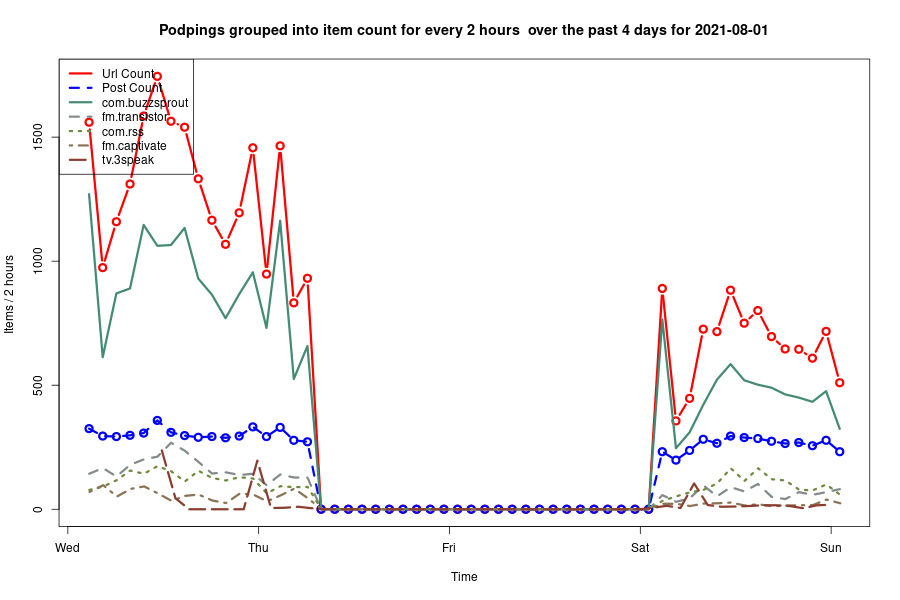 Podpings grouped into item count for every 2 hours  over the past 4 days for 2021-08-01
Items / 2 hours
1500
1000
500
0
Url Count
Post Count
com.buzzsprout
fm.transistor
com.rss
fm.captivate
tv.3speak
Wed
Thu
Fri
Sat
Sun
Time